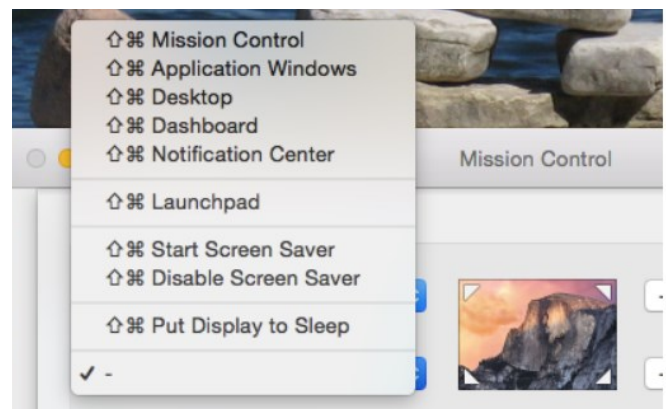 ⇧⌘ Mission Control
⇧⌘ Application Windows
⇧⌘ Desktop
⇧⌘ Dashboard
⇧⌘ Notification Center
Mission Control
⇧⌘ Launchpad
⇧⌘ Start Screen Saver
⇧⌘ Disable Screen Saver
⇧⌘ Put Display to Sleep
✓ -
-
-